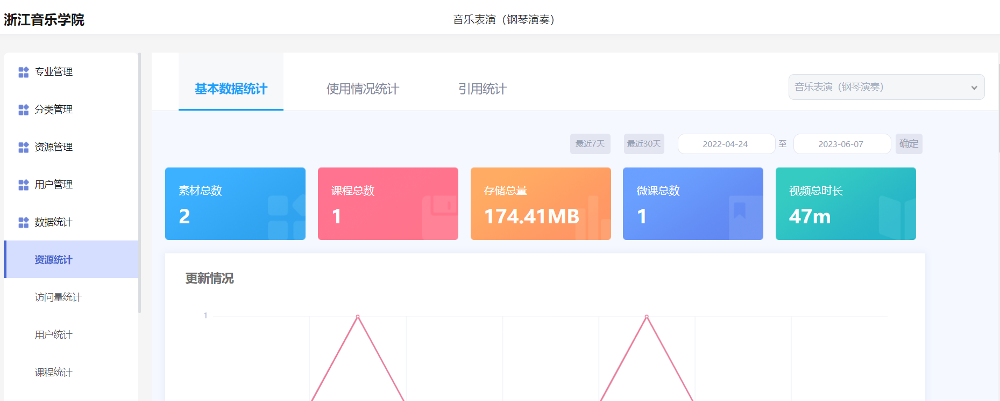 浙江音乐学院
音乐表演（钢琴演奏）
专业管理
分类管理
资源管理
用户管理
数据统计
资源统计
访问量统计
用户统计
课程统计
基本数据统计
使用情况统计
引用统计
音乐表演（钢琴演奏）
最近7天
最近30天
2022-04-24
至
2023-06-07
确定
素材总数
2
课程总数
1
存储总量
174.41MB
微课总数
1
视频总时长
47m
更新情况
1